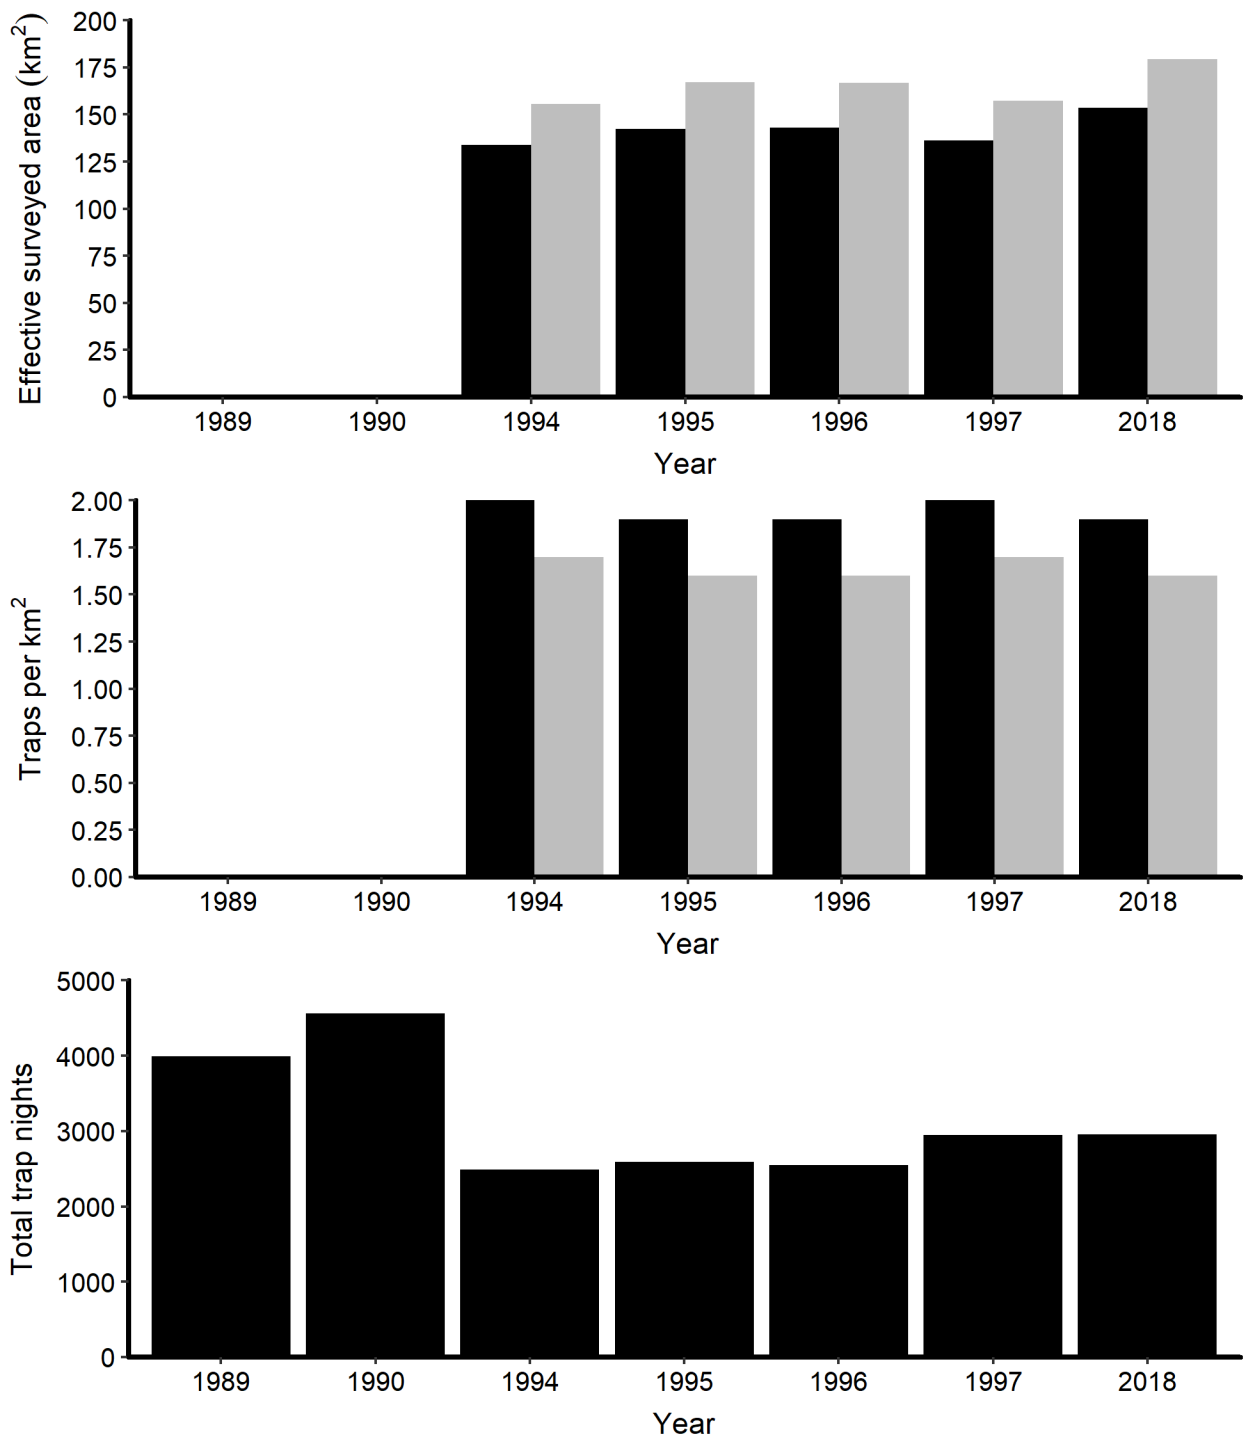 Effective surveyed area (km²)
200
175
150
125
100
75
50
25
0
1989 1990 1994 1995 1996 1997 2018
Year
Traps per km²
2.00
1.75
1.50
1.25
1.00
0.75
0.50
0.25
0.00
1989 1990 1994 1995 1996 1997 2018
Year
Total trap nights
5000
4000
3000
2000
1000
0
1989 1990 1994 1995 1996 1997 2018
Year